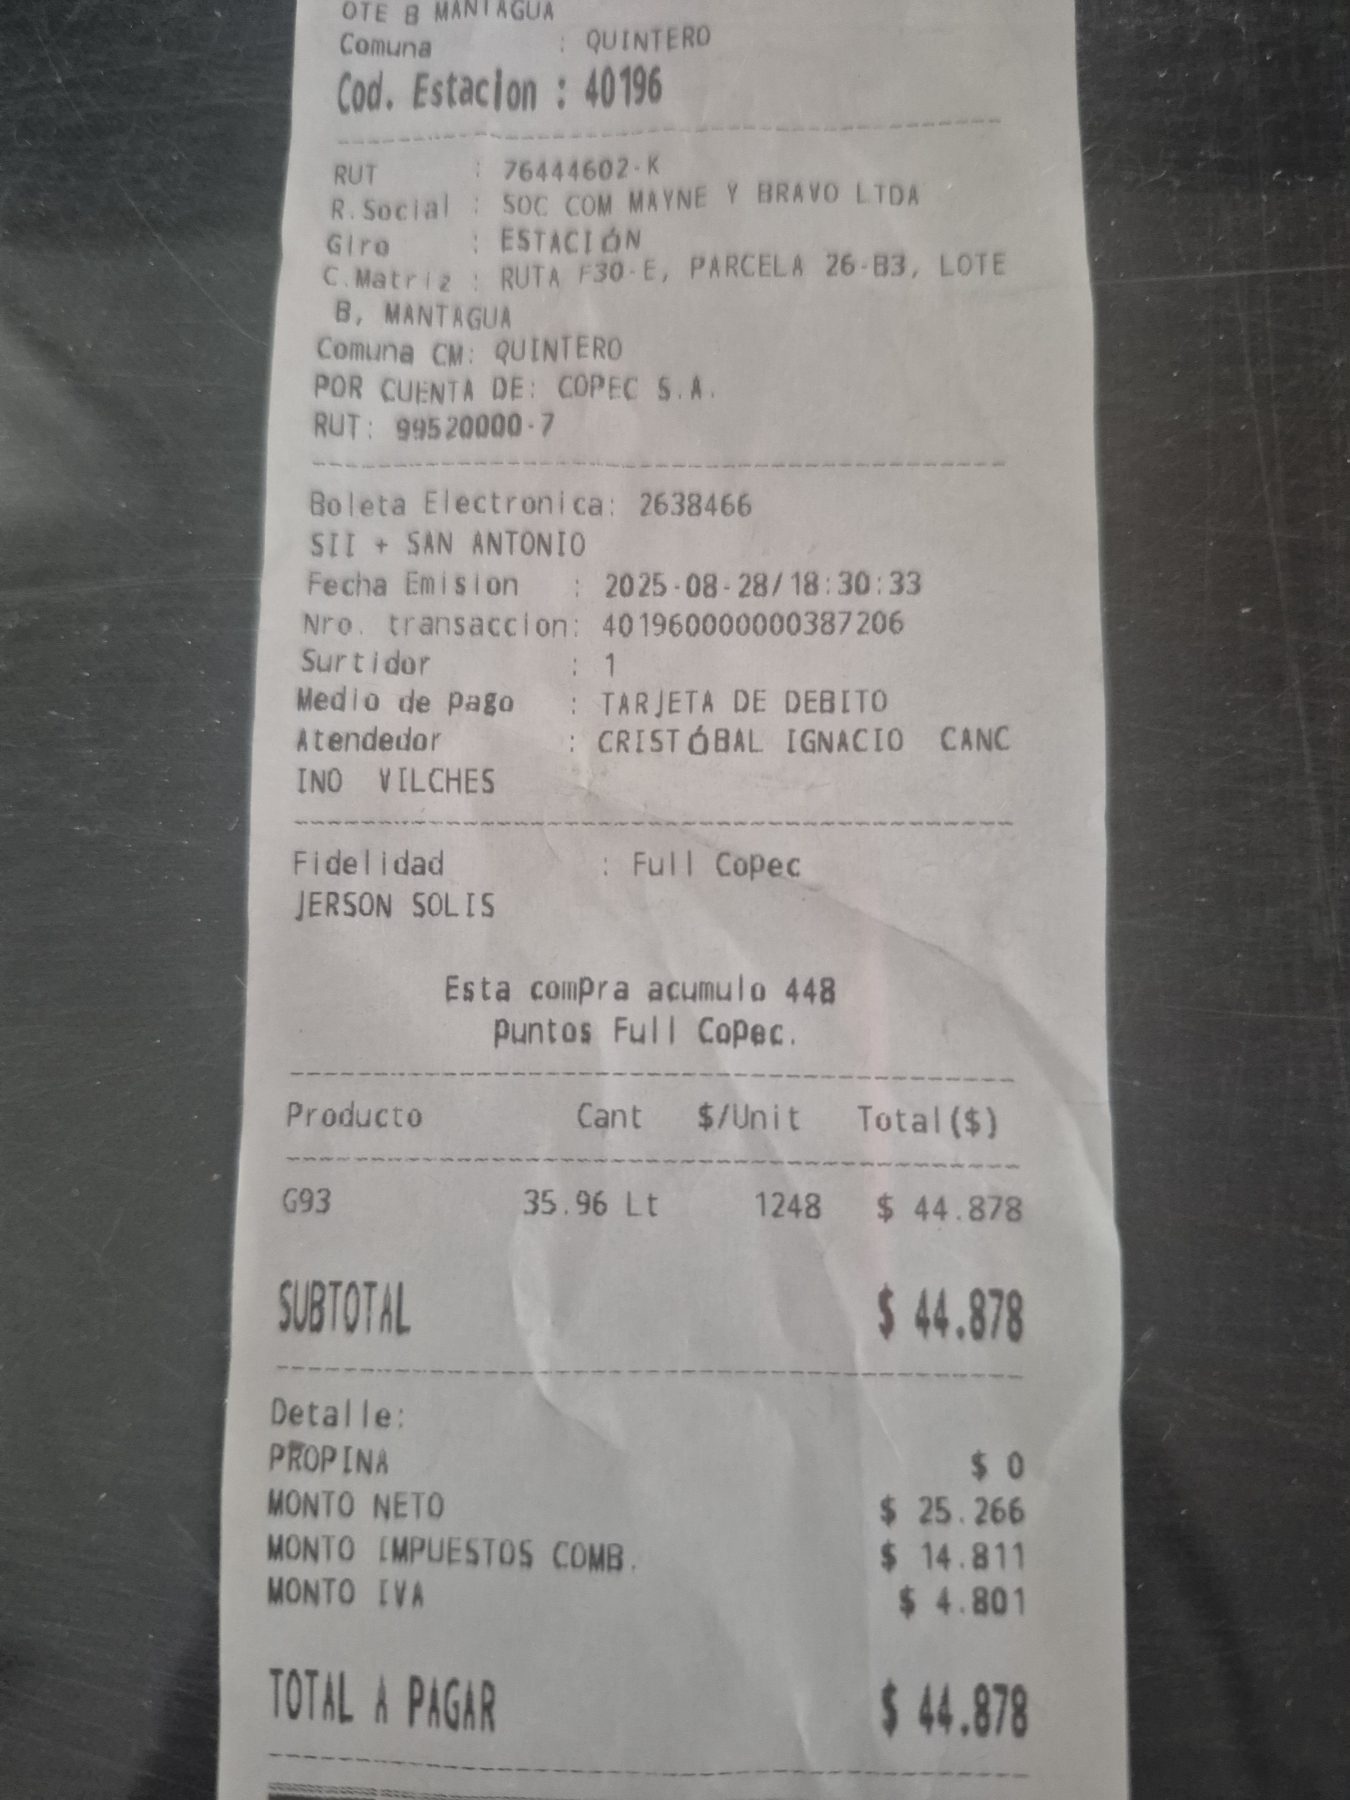 OTE B MANTAGUA
Comuna : QUINTERO
Cod. Estacion : 40196
RUT : 76444602-K
R.Social : SOC COM MAYNE Y BRAVO LTDA
Giro : ESTACIÓN
C.Matriz : RUTA F30-E, PARCELA 26-B3, LOTE
B, MANTAGUA
Comuna CM: QUINTERO
POR CUENTA DE: COPEC S.A.
RUT: 99520000-7
Boleta Electronica: 2638466
SII + SAN ANTONIO
Fecha Emision : 2025-08-28/18:30:33
Nro. transaccion: 401960000000387206
Surtidor : 1
Medio de pago : TARJETA DE DEBITO
Atendedor : CRISTÓBAL IGNACIO CANC
INO VILCHES
Fidelidad : Full Copec
JERSON SOLIS
Esta compra acumulo 448
puntos Full Copec.
Producto Cant $/Unit Total($)
G93 35.96 Lt 1248 $ 44.878
SUBTOTAL $ 44.878
Detalle:
PROPINA $ 0
MONTO NETO $ 25.266
MONTO IMPUESTOS COMB. $ 14.811
MONTO IVA $ 4.801
TOTAL A PAGAR $ 44.878